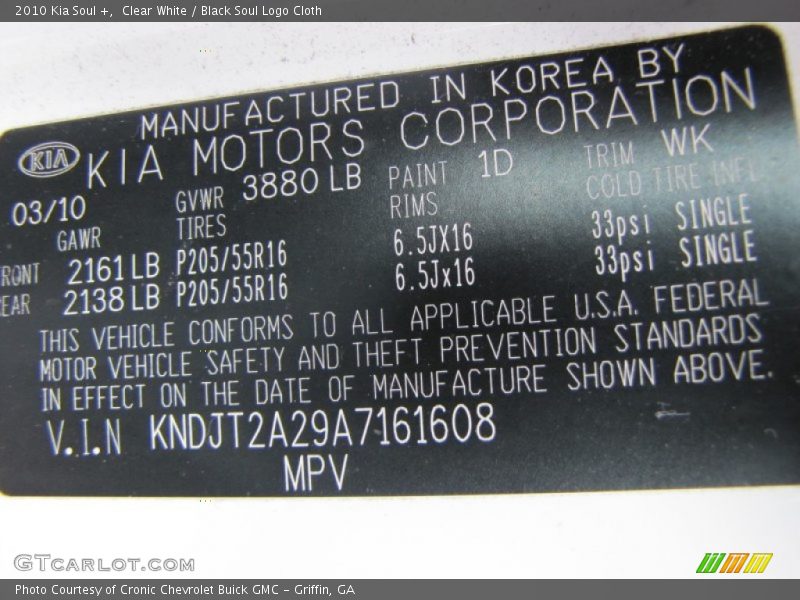 2010 Kia Soul +,  Clear White / Black Soul Logo Cloth
MANUFACTURED IN KOREA BY
KIA KIA MOTORS CORPORATION
03/10 GVWR 3880 LB PAINT 1D TRIM WK
GAWR TIRES RIMS COLD TIRE INFL
FRONT 2161 LB P205/55R16 6.5JX16 33psi SINGLE
REAR 2138 LB P205/55R16 6.5Jx16 33psi SINGLE
THIS VEHICLE CONFORMS TO ALL APPLICABLE U.S.A. FEDERAL
MOTOR VEHICLE SAFETY AND THEFT PREVENTION STANDARDS
IN EFFECT ON THE DATE OF MANUFACTURE SHOWN ABOVE.
V.I.N KNDJT2A29A7161608
MPV
GTCARLOT.COM
Photo Courtesy of Cronic Chevrolet Buick GMC - Griffin, GA